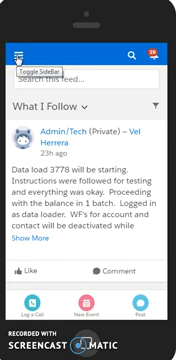 29
Toggle SideBar
Search this feed...
What I Follow
Admin/Tech (Private) – Vel
Herrera
23h ago
Data load 3778 will be starting.
Instructions were followed for testing
and everything was okay. Proceeding
with the balance in 1 batch. Logged in
as data loader. WF's for account and
contact will be deactivated while
Show More
Like
Comment
Log a Call
New Event
Post
RECORDED WITH
SCREENCAST MATIC